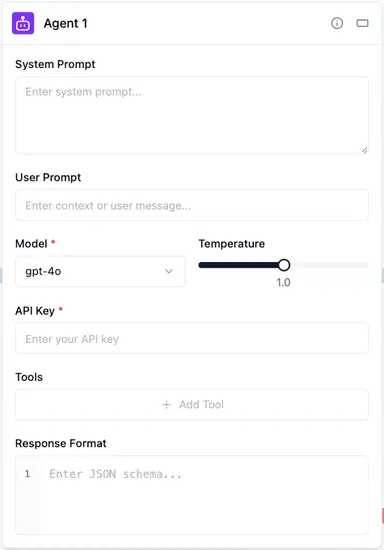 Agent 1
System Prompt
Enter system prompt...
User Prompt
Enter context or user message...
Model *
Temperature
gpt-4o
1.0
API Key *
Enter your API key
Tools
+ Add Tool
Response Format
1 Enter JSON schema...